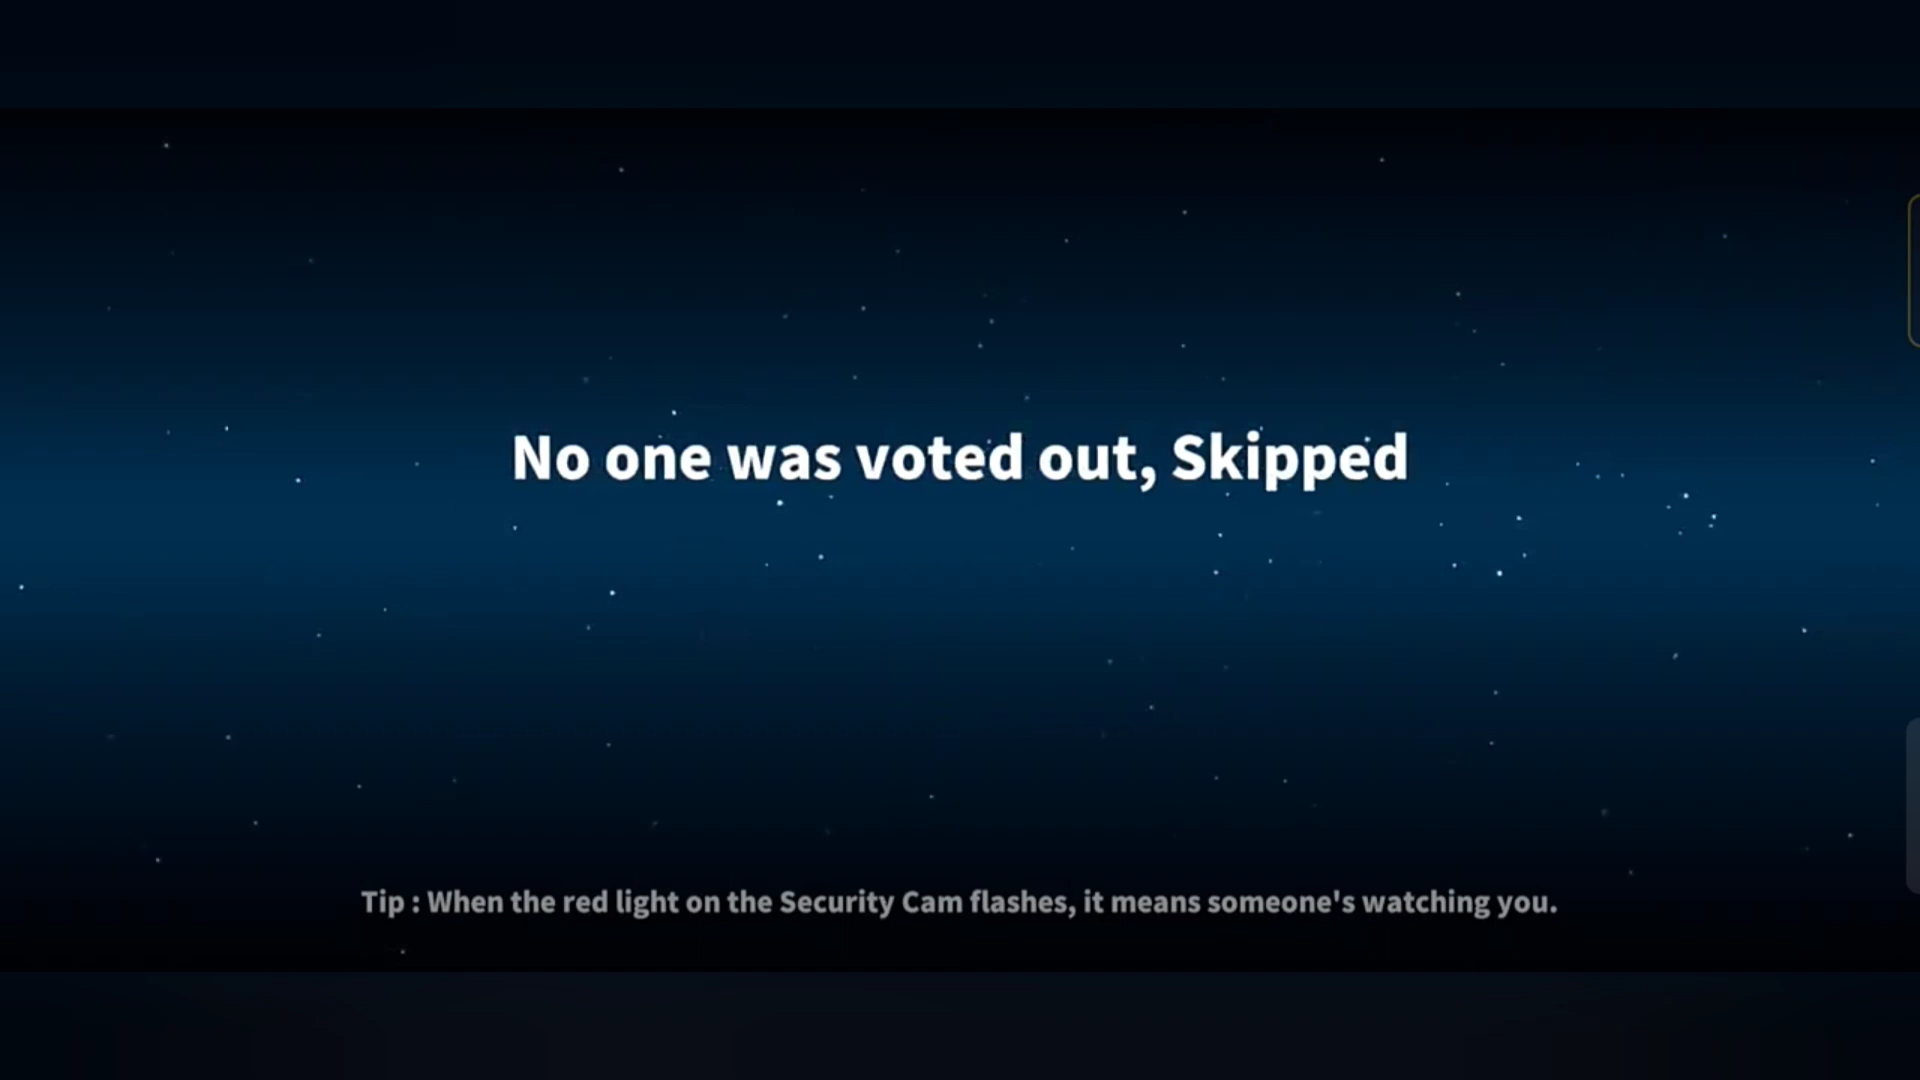 No one was voted out, Skipped
Tip : When the red light on the Security Cam flashes, it means someone's watching you.